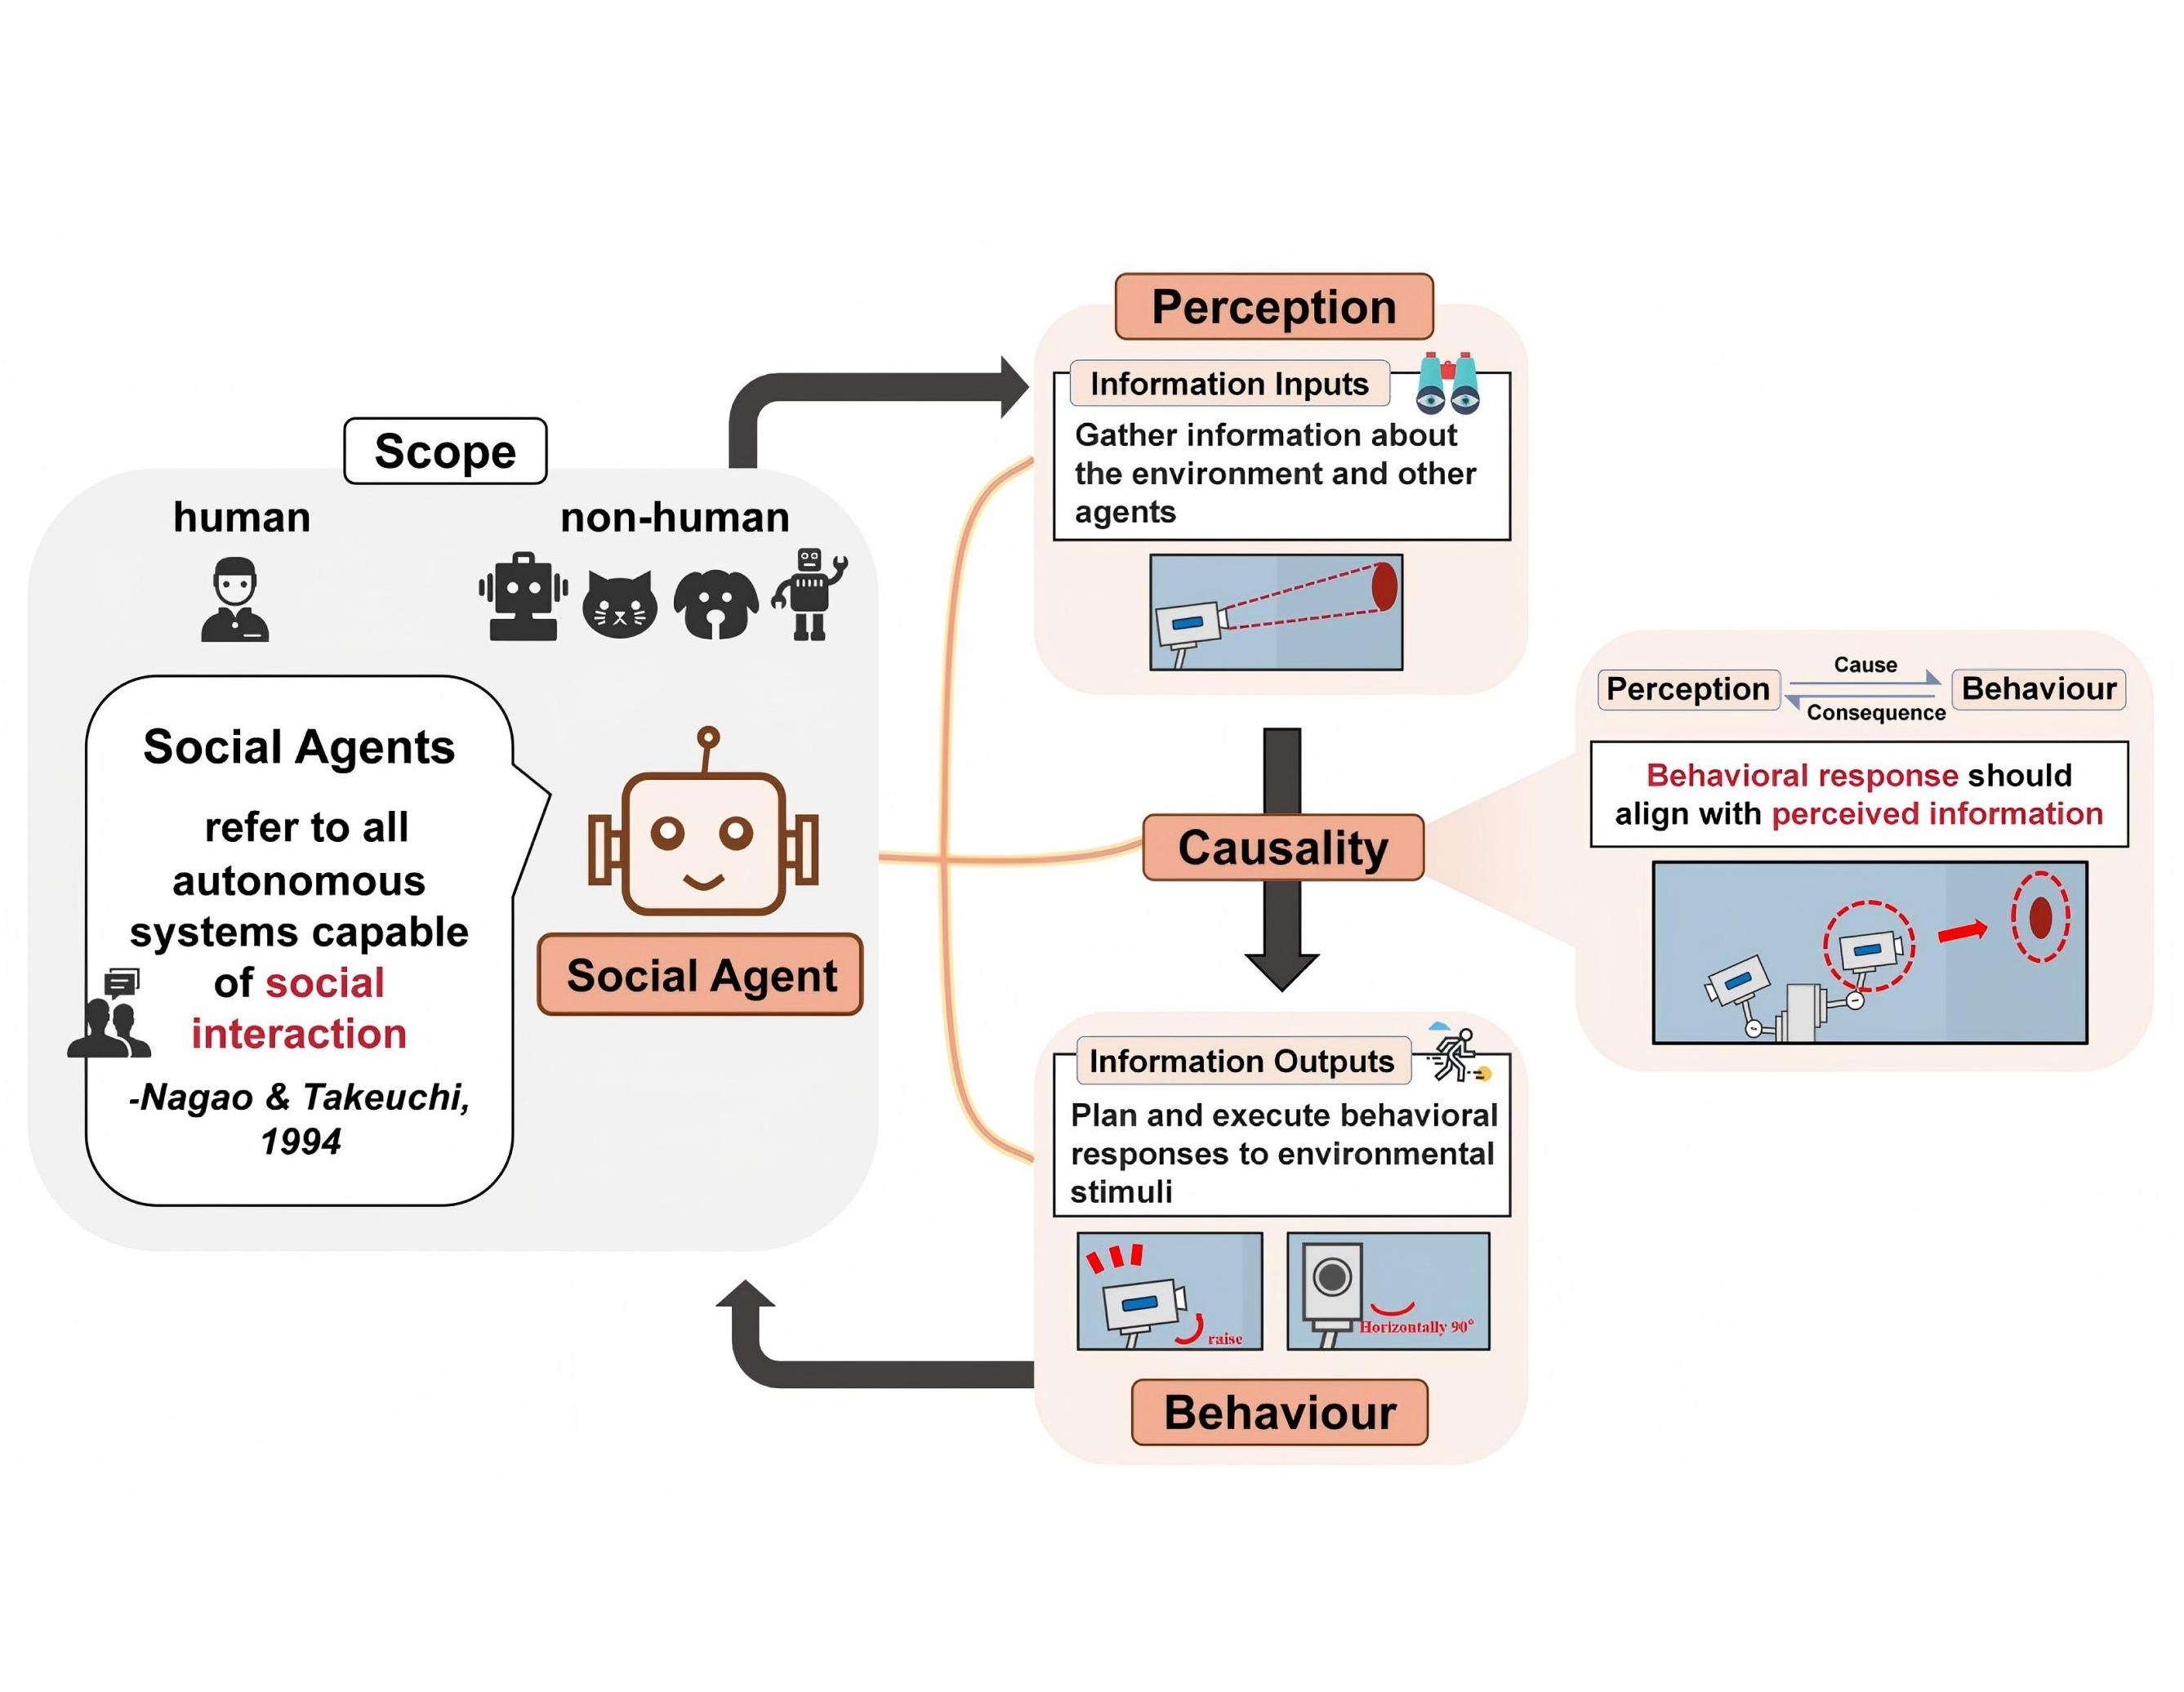 Scope
human
non-human
Social Agents
refer to all
autonomous
systems capable
of social
interaction
-Nagao & Takeuchi,
1994
Social Agent
Perception
Information Inputs
Gather information about
the environment and other
agents
Causality
Information Outputs
Plan and execute behavioral
responses to environmental
stimuli
raise
Horizontally 90°
Behaviour
Perception
Cause
Consequence
Behaviour
Behavioral response should
align with perceived information